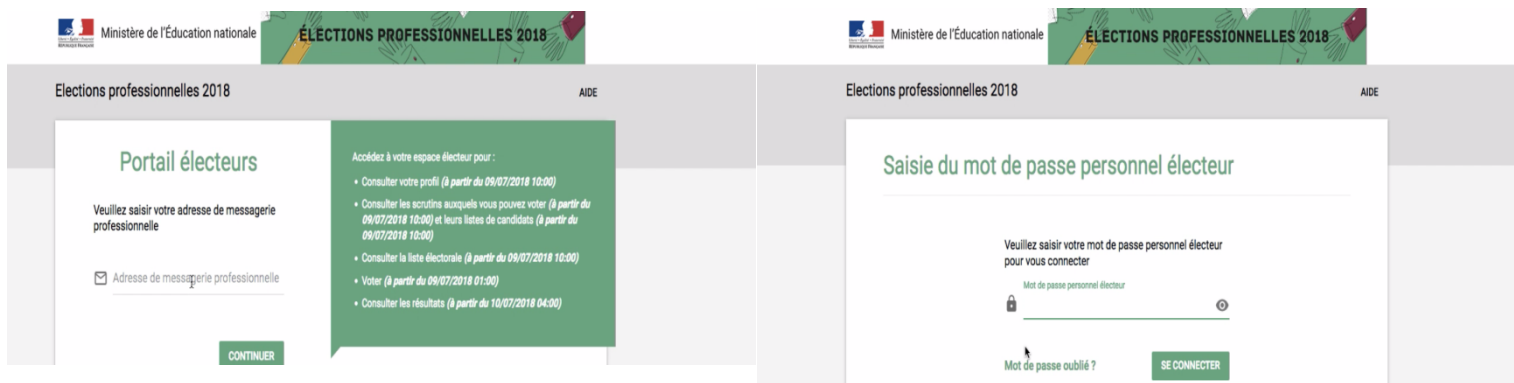 Ministère de l'Éducation nationale
ÉLECTIONS PROFESSIONNELLES 2018
Elections professionnelles 2018
AIDE
Portail électeurs
Veuillez saisir votre adresse de messagerie
professionnelle
Adresse de messagerie professionnelle
CONTINUER
Accédez à votre espace électeur pour :
• Consulter votre profil (à partir du 09/07/2018 10:00)
• Consulter les scrutins auxquels vous pouvez voter (à partir du
09/07/2018 10:00) et leurs listes de candidats (à partir du
09/07/2018 10:00)
• Consulter la liste électorale (à partir du 09/07/2018 10:00)
• Voter (à partir du 09/07/2018 01:00)
• Consulter les résultats (à partir du 10/07/2018 04:00)
Ministère de l'Éducation nationale
ÉLECTIONS PROFESSIONNELLES 2018
Elections professionnelles 2018
AIDE
Saisie du mot de passe personnel électeur
Veuillez saisir votre mot de passe personnel électeur
pour vous connecter
Mot de passe personnel électeur
Mot de passe oublié ?
SE CONNECTER